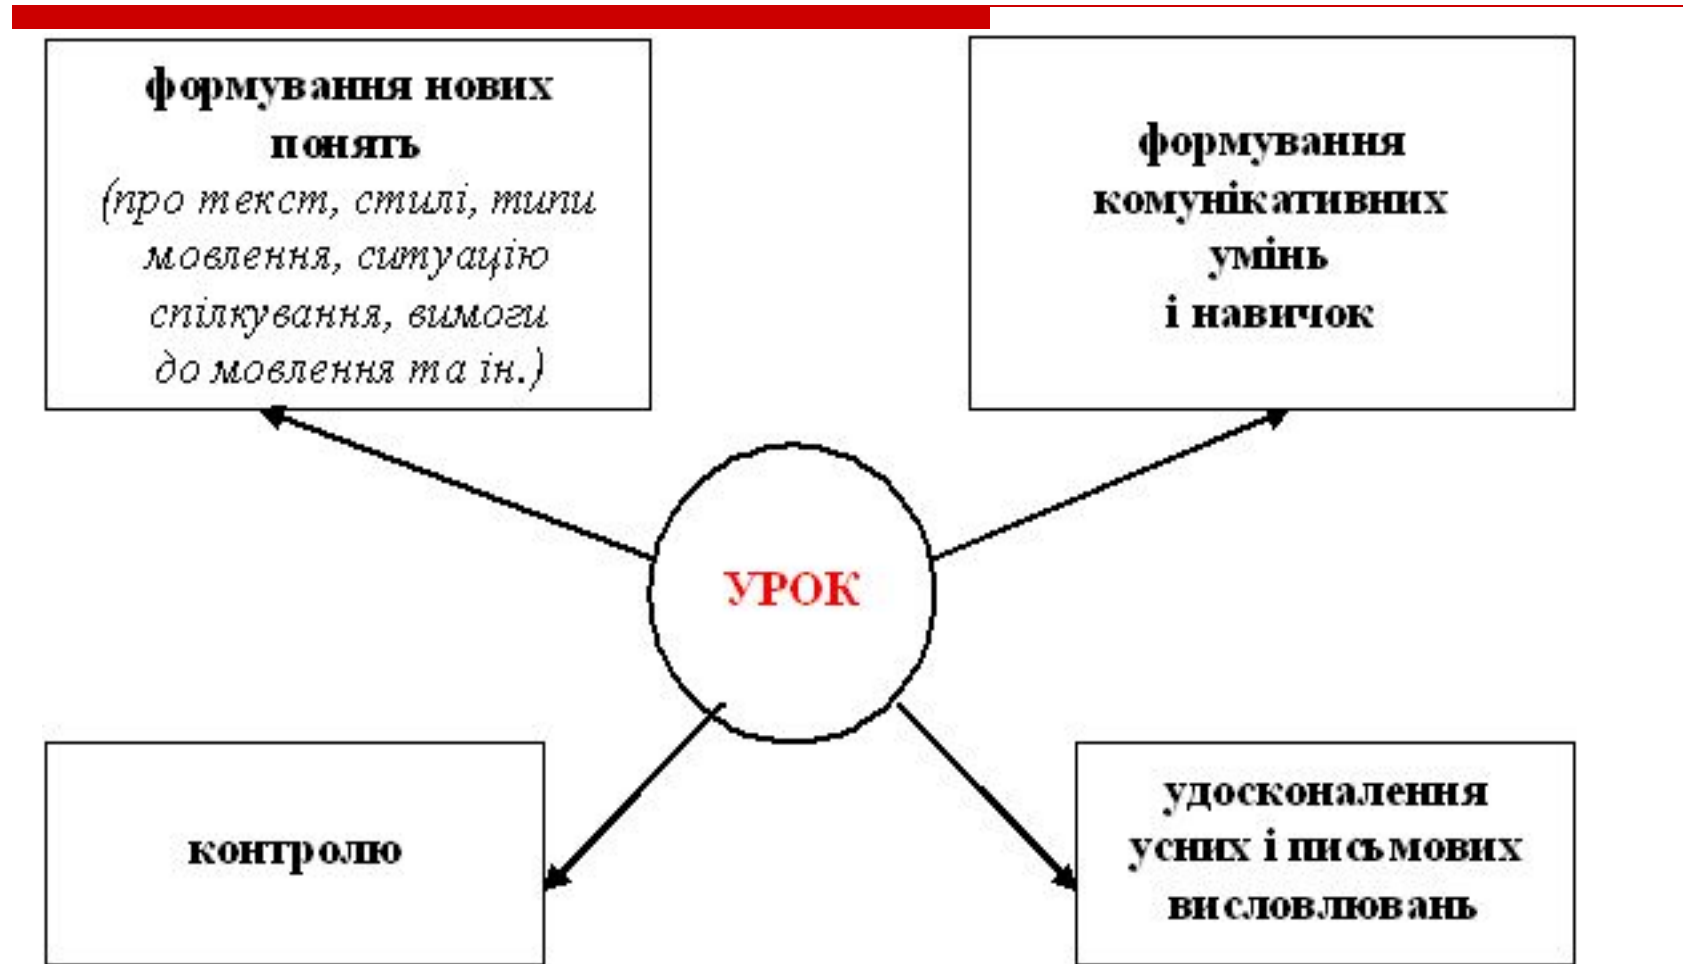 формування нових
понять
(про текст, стилі, типи
мовлення, ситуацію
спілкування, вимоги
до мовлення та ін.)
формування
комунікативних
умінь
і навичок
УРОК
контролю
удосконалення
усних і письмових
висловлювань